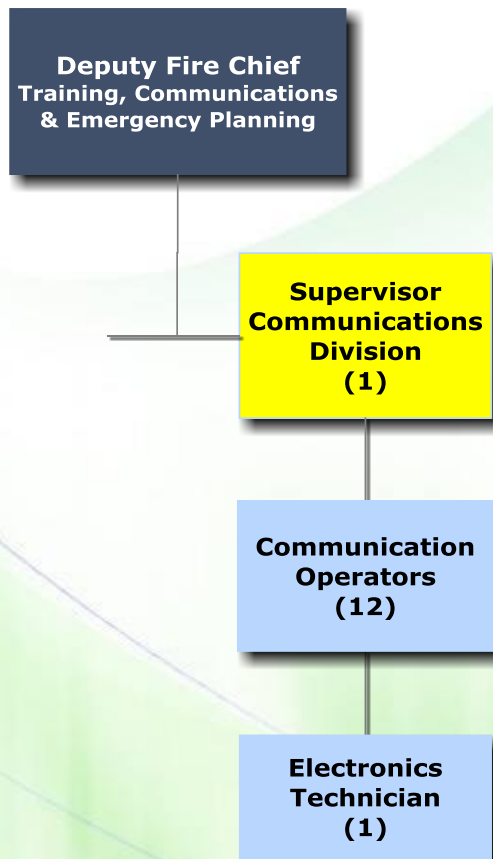 Deputy Fire Chief
Training, Communications
& Emergency Planning
Supervisor
Communications
Division
(1)
Communication
Operators
(12)
Electronics
Technician
(1)